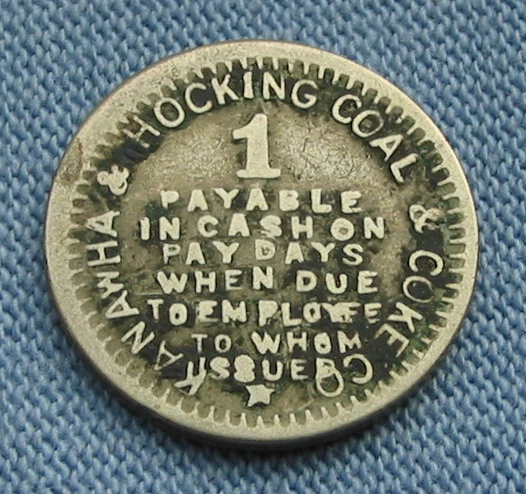 KANAWHA & HOCKING COAL & COKE CO
1
PAYABLE
IN CASH ON
PAY DAYS
WHEN DUE
TO EMPLOYEE
TO WHOM
ISSUED